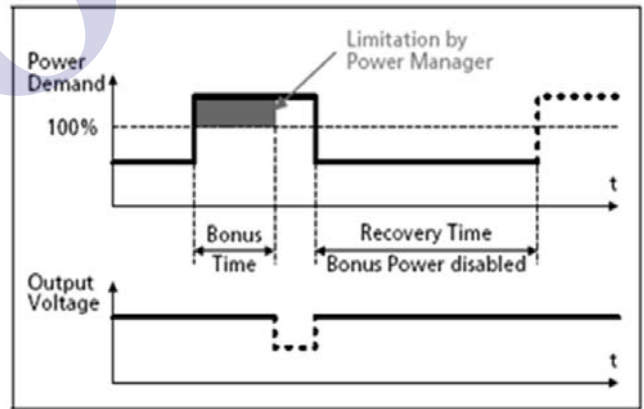 Limitation by
Power Manager
Power
Demand
100%
t
Bonus
Time
Recovery Time
Bonus Power disabled
Output
Voltage
t